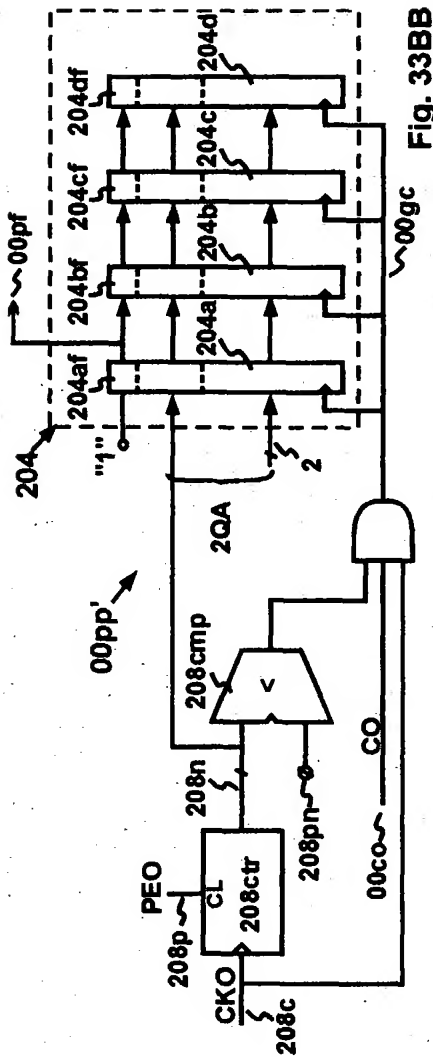 204
00pf
204af
204bf
204cf
204df
"1"
204a
204b
204c
204d
2QA
2
00pp'
00gc
208cmp
<
208n
208pn
PEO
208p
CL
208ctr
CKO
208c
CO
00co
Fig. 33BB